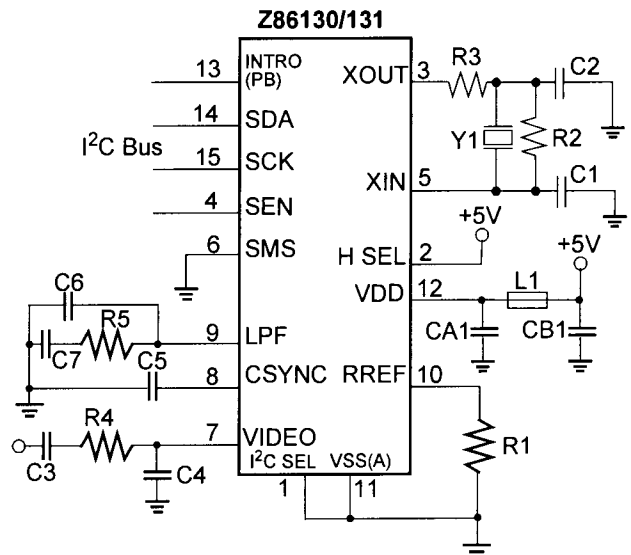 Z86130/131
13 INTRO (PB)
XOUT 3
R3
C2
14 SDA
I²C Bus
15 SCK
Y1
R2
C1
4 SEN
XIN 5
+5V
+5V
6 SMS
H SEL 2
L1
VDD 12
CA1
CB1
C6
C7
R5
9 LPF
C5
8 CSYNC
RREF 10
R1
R4
7 VIDEO
C3
C4
I²C SEL
VSS(A)
1
11